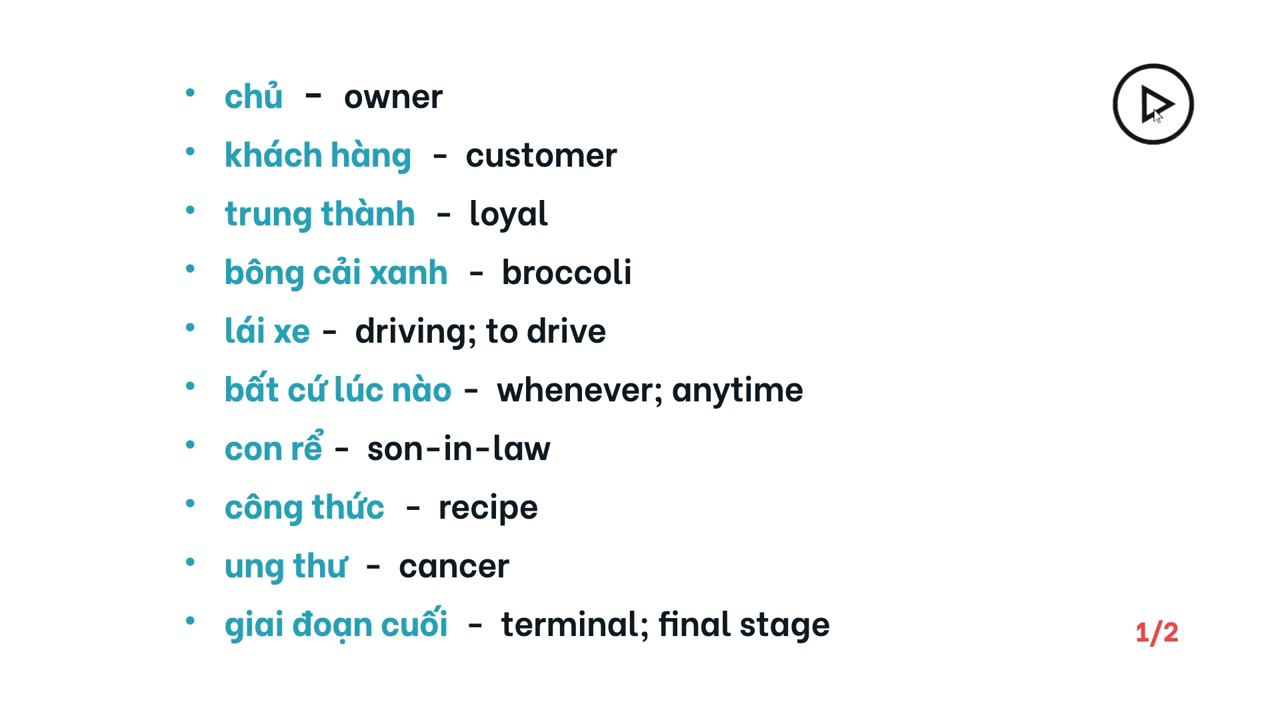 • chủ - owner
• khách hàng - customer
• trung thành - loyal
• bông cải xanh - broccoli
• lái xe - driving; to drive
• bất cứ lúc nào - whenever; anytime
• con rể - son-in-law
• công thức - recipe
• ung thư - cancer
• giai đoạn cuối - terminal; final stage
1/2